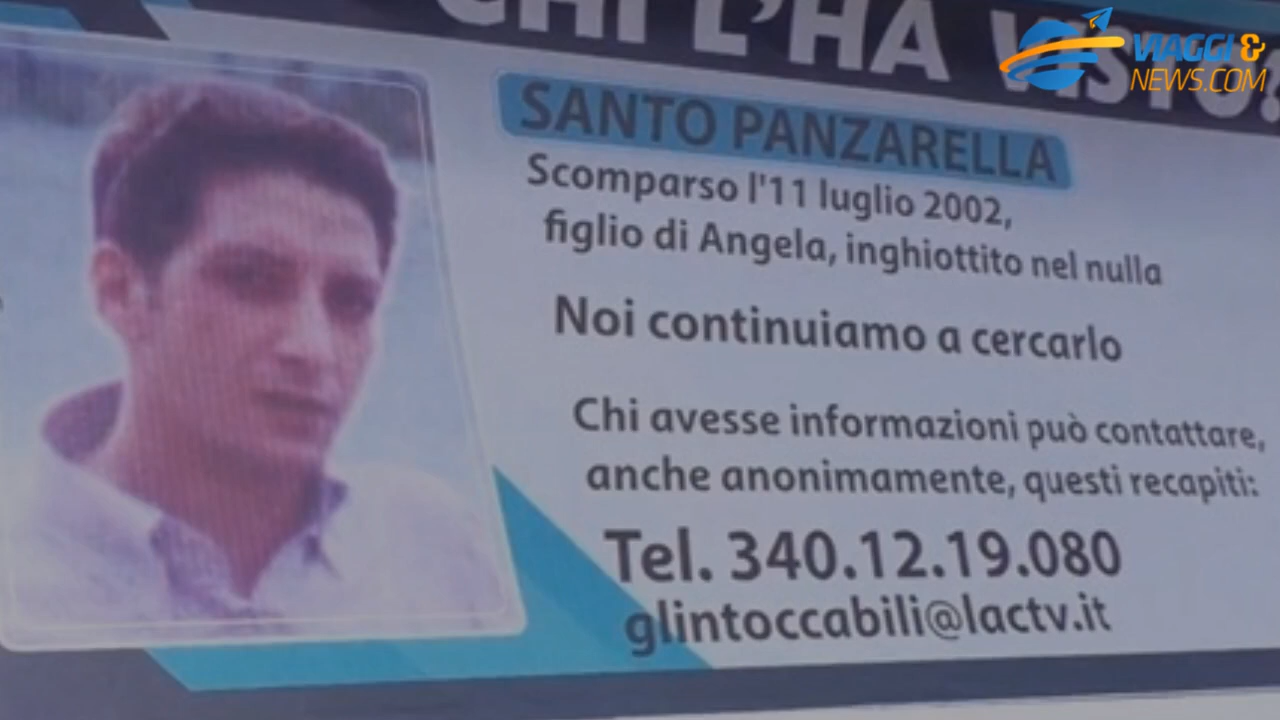 CHI L'HA VISTO?
VIAGGI &
NEWS.COM
SANTO PANZARELLA
Scomparso l'11 luglio 2002,
figlio di Angela, inghiottito nel nulla
Noi continuiamo a cercarlo
Chi avesse informazioni può contattare,
anche anonimamente, questi recapiti:
Tel. 340.12.19.080
glintoccabili@lactv.it